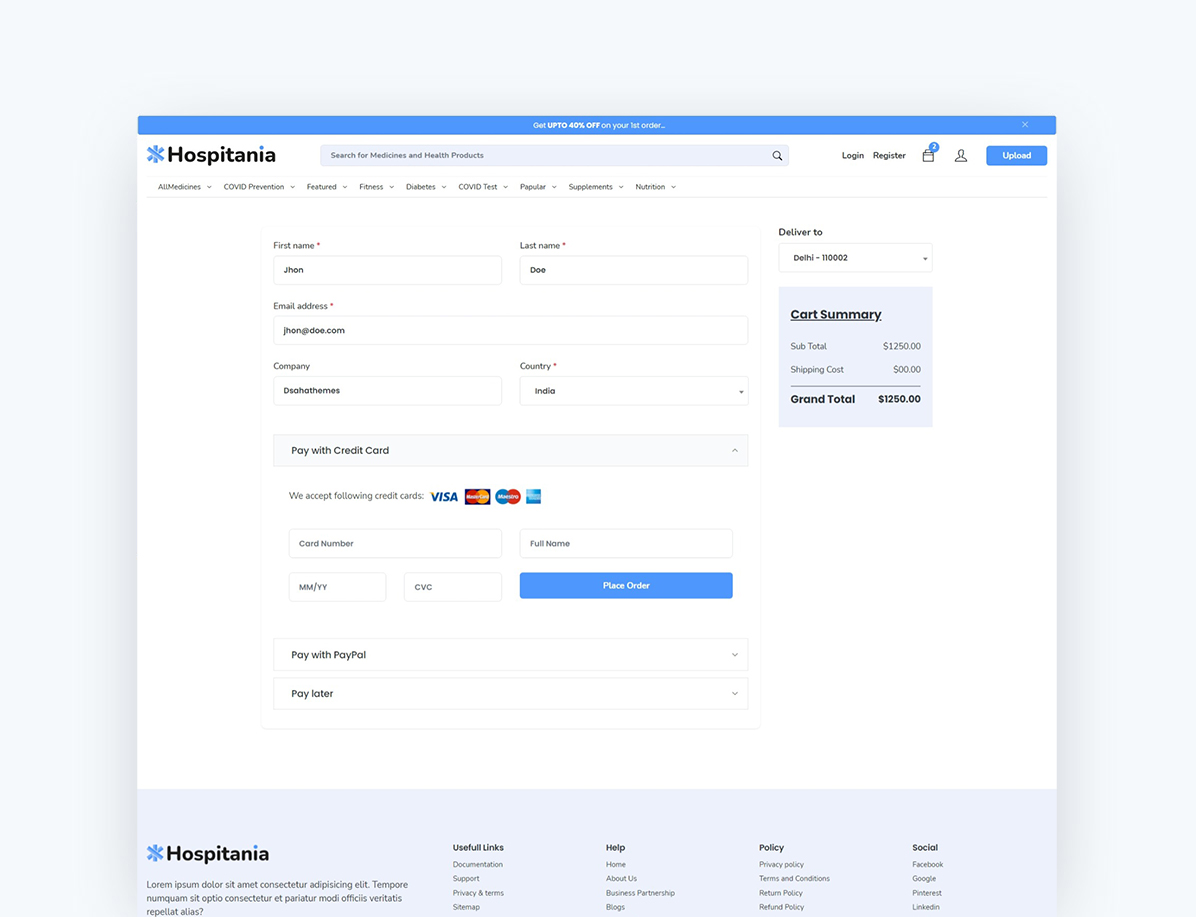 Get UPTO 40% OFF on your 1st order...
Hospitania
Search for Medicines and Health Products
Login Register 2 Upload
AllMedicines COVID Prevention Featured Fitness Diabetes COVID Test Papular Supplements Nutrition
First name * Last name *
Jhon Doe
Email address *
jhon@doe.com
Company Country *
Dsahathemes India
Pay with Credit Card
We accept following credit cards: VISA MasterCard Maestro
Card Number Full Name
MM/YY CVC Place Order
Pay with PayPal
Pay later
Deliver to
Delhi - 110002
Cart Summary
Sub Total $1250.00
Shipping Cost $00.00
Grand Total $1250.00
Hospitania
Lorem ipsum dolor sit amet consectetur adipisicing elit. Tempore
numquam sit optio consectetur et pariatur modi officiis veritatis
repellat alias?
Usefull Links
Documentation
Support
Privacy & terms
Sitemap
Help
Home
About Us
Business Partnership
Blogs
Policy
Privacy policy
Terms and Conditions
Return Policy
Refund Policy
Social
Facebook
Google
Pinterest
Linkedin